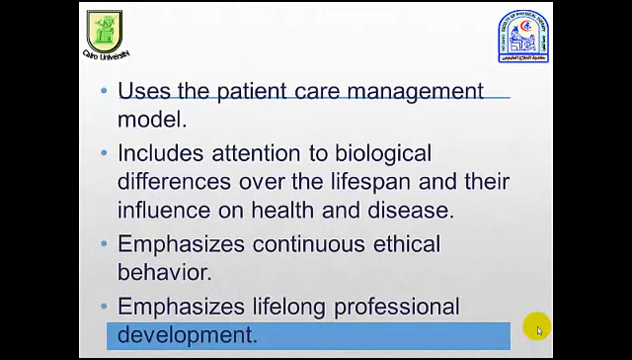 Cairo University
• Uses the patient care management
model.
• Includes attention to biological
differences over the lifespan and their
influence on health and disease.
• Emphasizes continuous ethical
behavior.
• Emphasizes lifelong professional
development.